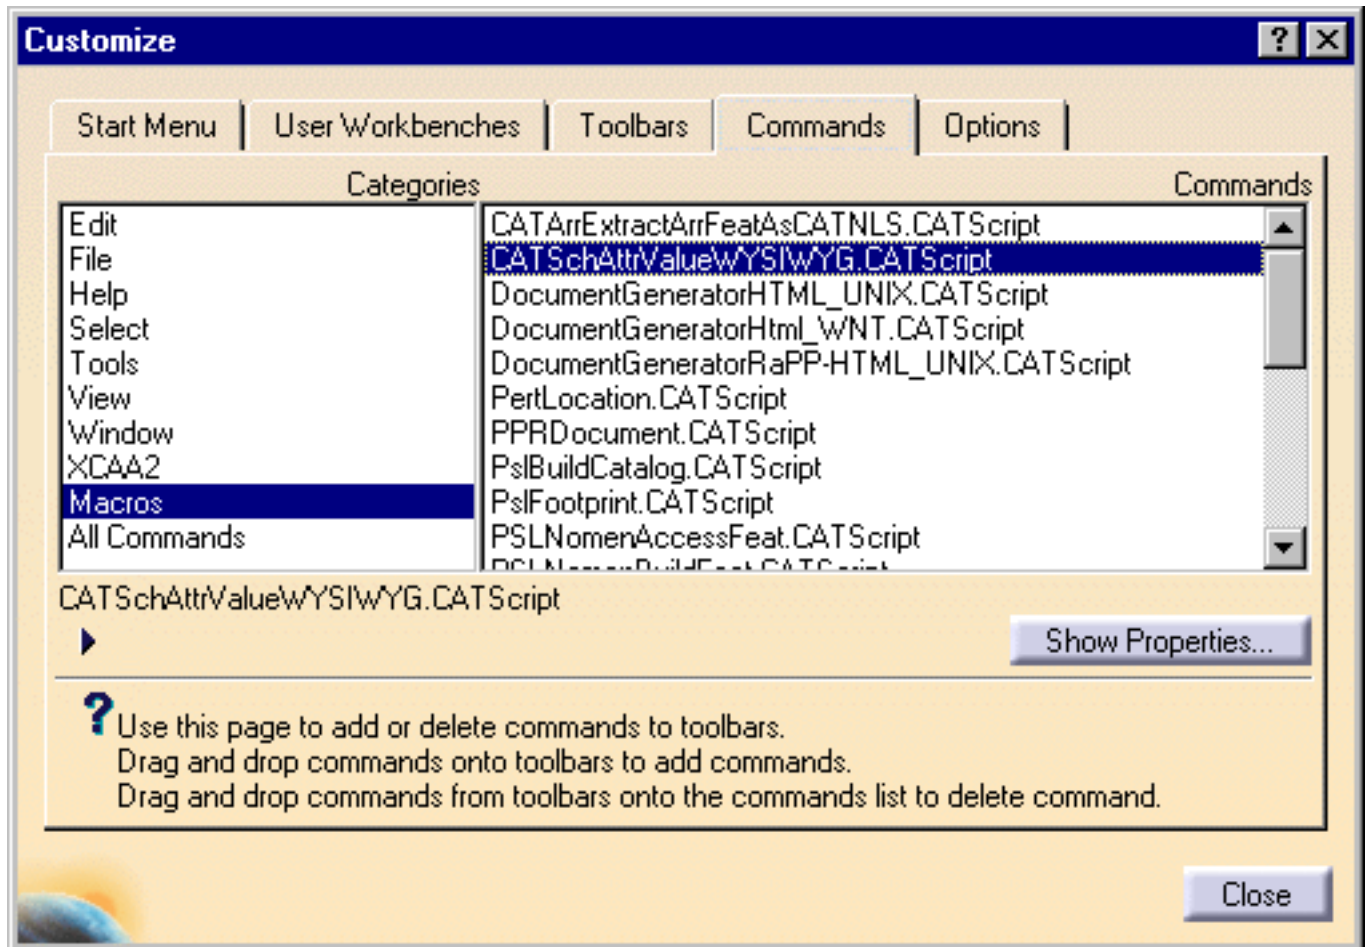 Customize
Start Menu
User Workbenches
Toolbars
Commands
Options
Categories
Commands
Edit
File
Help
Select
Tools
View
Window
XCAA2
Macros
All Commands
CATArrExtractArrFeatAsCATNLS.CATScript
CATSchAttrValueWYSIWYG.CATScript
DocumentGeneratorHTML_UNIX.CATScript
DocumentGeneratorHtml_WNT.CATScript
DocumentGeneratorRaPP-HTML_UNIX.CATScript
PertLocation.CATScript
PPRDocument.CATScript
PslBuildCatalog.CATScript
PslFootprint.CATScript
PSLNomenAccessFeat.CATScript
PSLNomenBuildFeat.CATScript
CATSchAttrValueWYSIWYG.CATScript
Show Properties...
Use this page to add or delete commands to toolbars.
Drag and drop commands onto toolbars to add commands.
Drag and drop commands from toolbars onto the commands list to delete command.
Close